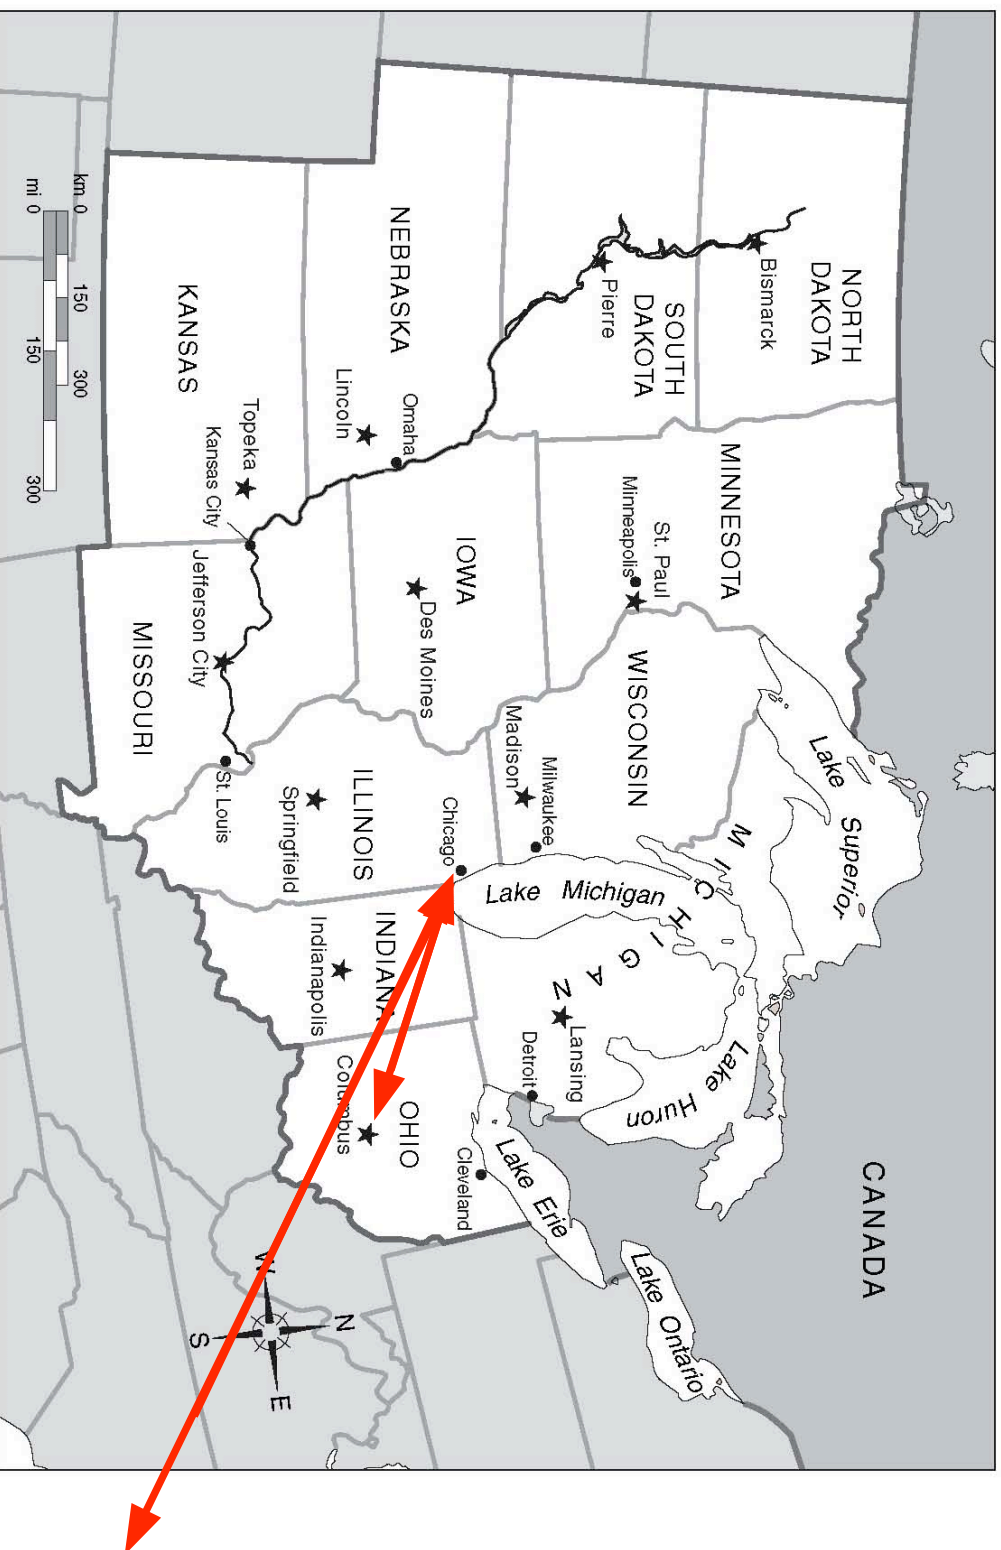 CANADA
NORTH
DAKOTA
Bismarck
SOUTH
DAKOTA
Pierre
NEBRASKA
Lincoln
Omaha
KANSAS
Topeka
Kansas City
MINNESOTA
St. Paul
Minneapolis
IOWA
Des Moines
MISSOURI
Jefferson City
St. Louis
WISCONSIN
Madison
Milwaukee
ILLINOIS
Springfield
Chicago
MICHIGAN
Lansing
Detroit
INDIANA
Indianapolis
OHIO
Columbus
Cleveland
Lake Superior
Lake Michigan
Lake Huron
Lake Erie
Lake Ontario
N
W
E
S
km 0 150 300
mi 0 150 300